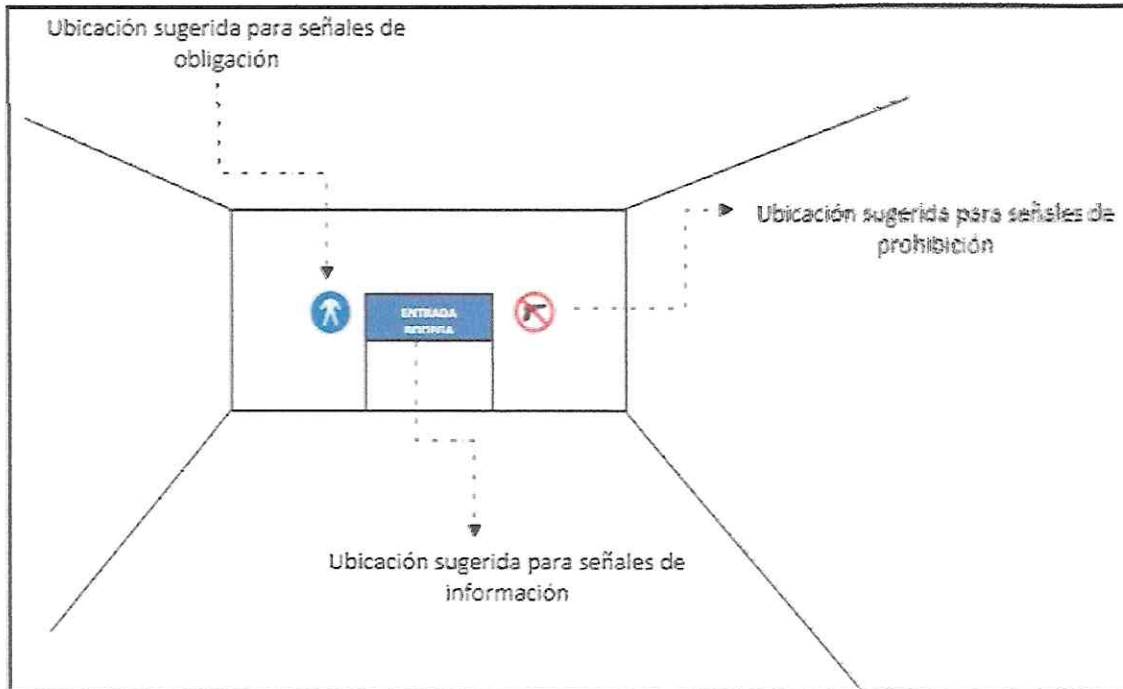 Ubicación sugerida para señales de
obligación
Ubicación sugerida para señales de
prohibición
ENTRADA
Ubicación sugerida para señales de
información